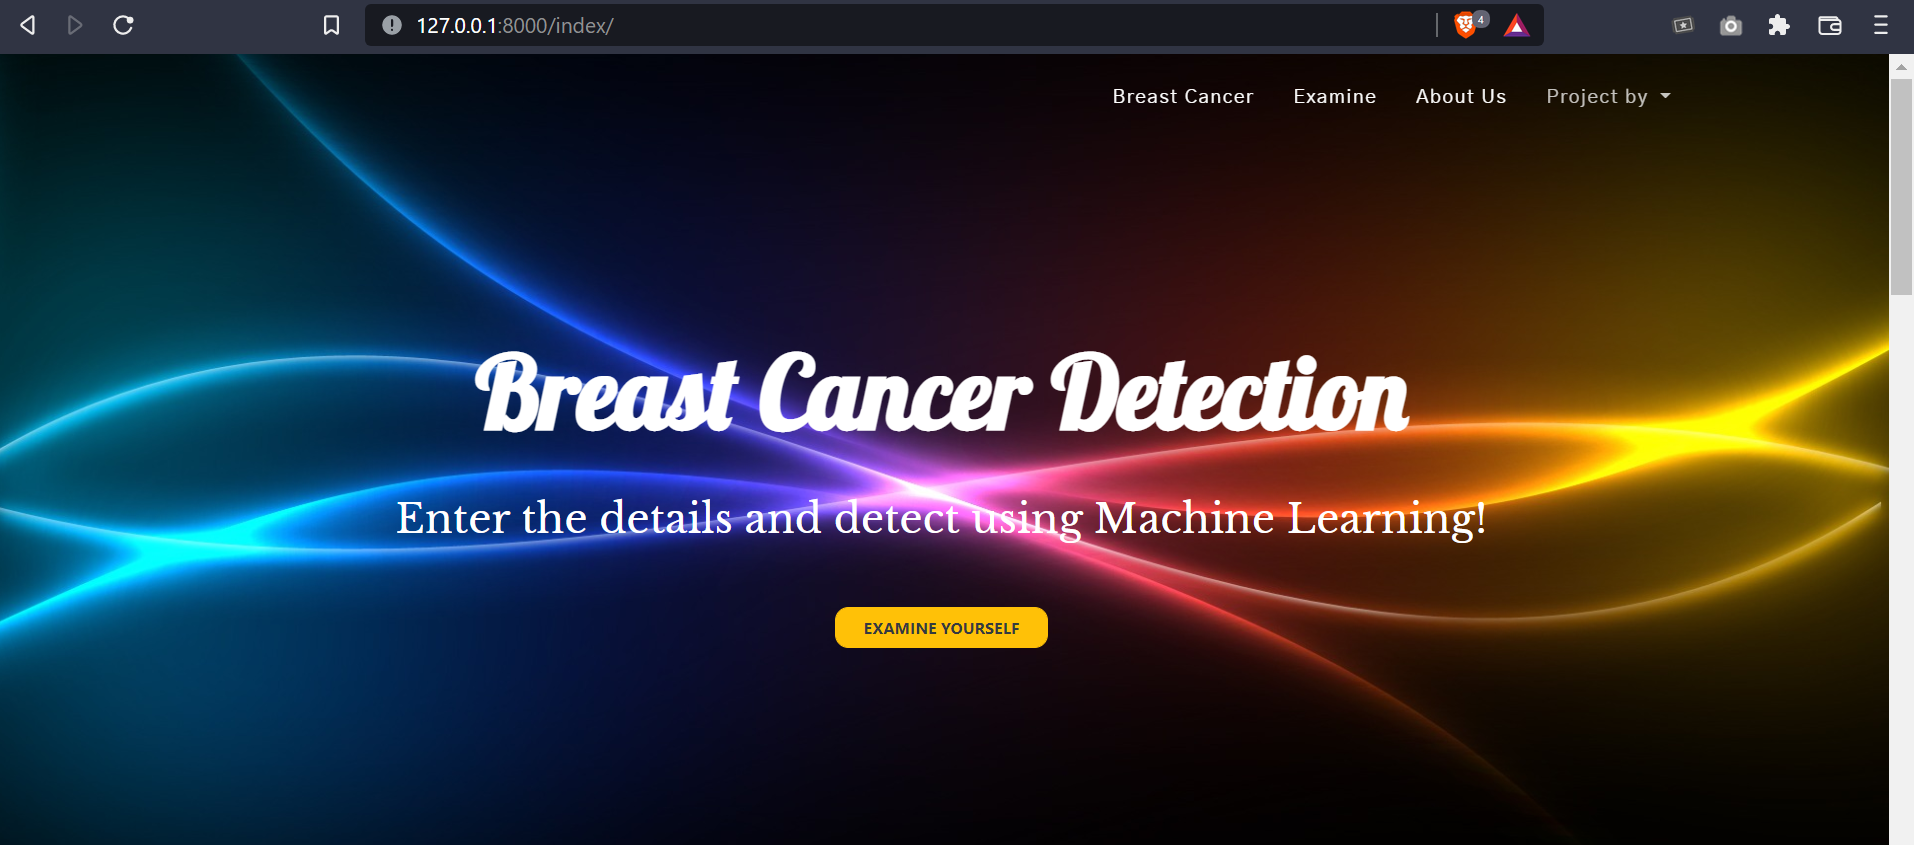 127.0.0.1:8000/index/
4
Breast Cancer Examine About Us Project by
Breast Cancer Detection
Enter the details and detect using Machine Learning!
EXAMINE YOURSELF